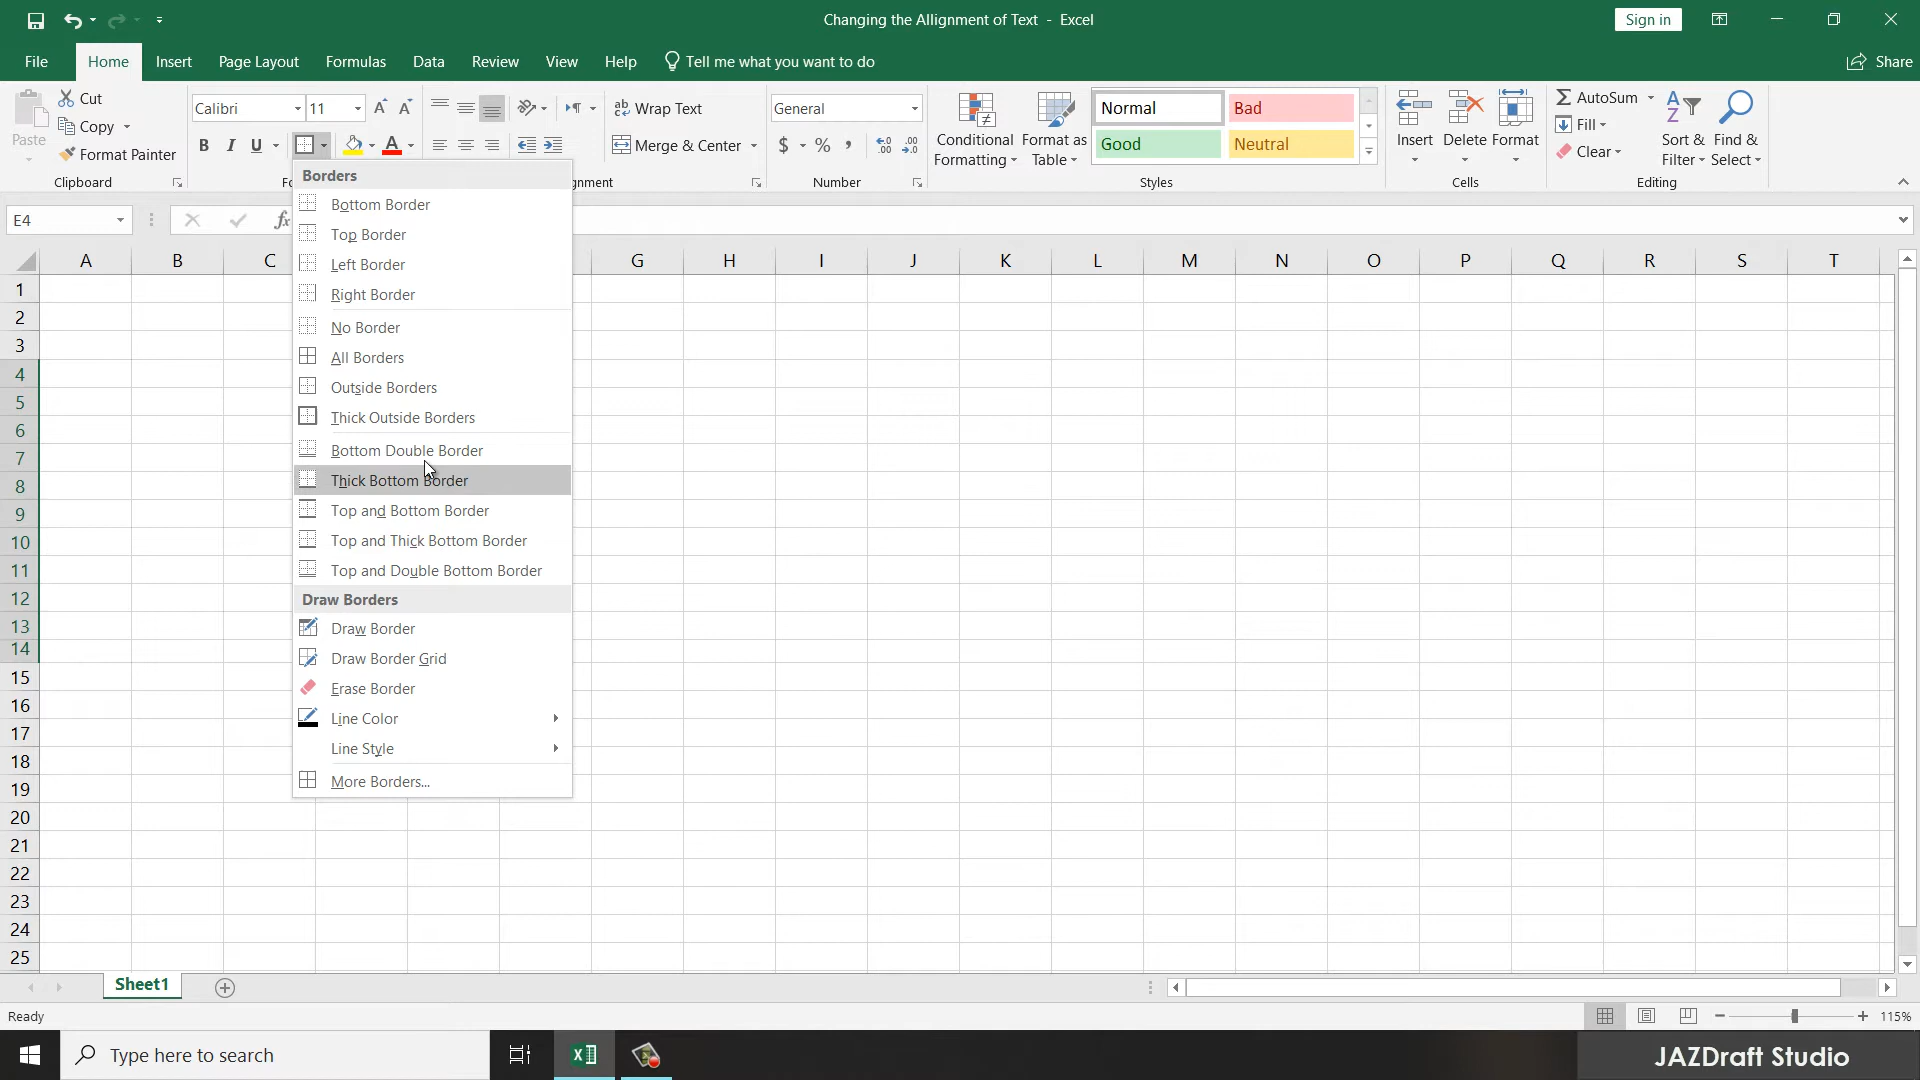 Changing the Allignment of Text - Excel
Sign in
File Home Insert Page Layout Formulas Data Review View Help Tell me what you want to do Share
Paste
Cut
Copy
Format Painter
Clipboard
Calibri 11
B I U A
Wrap Text
Merge & Center
General
$ % ,
Number
Conditional Formatting
Format as Table
Normal Bad
Good Neutral
Styles
Insert Delete Format
Cells
AutoSum
Fill
Clear
Sort & Filter
Find & Select
Editing
E4
fx
A B C G H I J K L M N O P Q R S T
1
2
3
4
5
6
7
8
9
10
11
12
13
14
15
16
17
18
19
20
21
22
23
24
25
Borders
Bottom Border
Top Border
Left Border
Right Border
No Border
All Borders
Outside Borders
Thick Outside Borders
Bottom Double Border
Thick Bottom Border
Top and Bottom Border
Top and Thick Bottom Border
Top and Double Bottom Border
Draw Borders
Draw Border
Draw Border Grid
Erase Border
Line Color
Line Style
More Borders...
Sheet1
Ready
115%
Type here to search
JAZDraft Studio